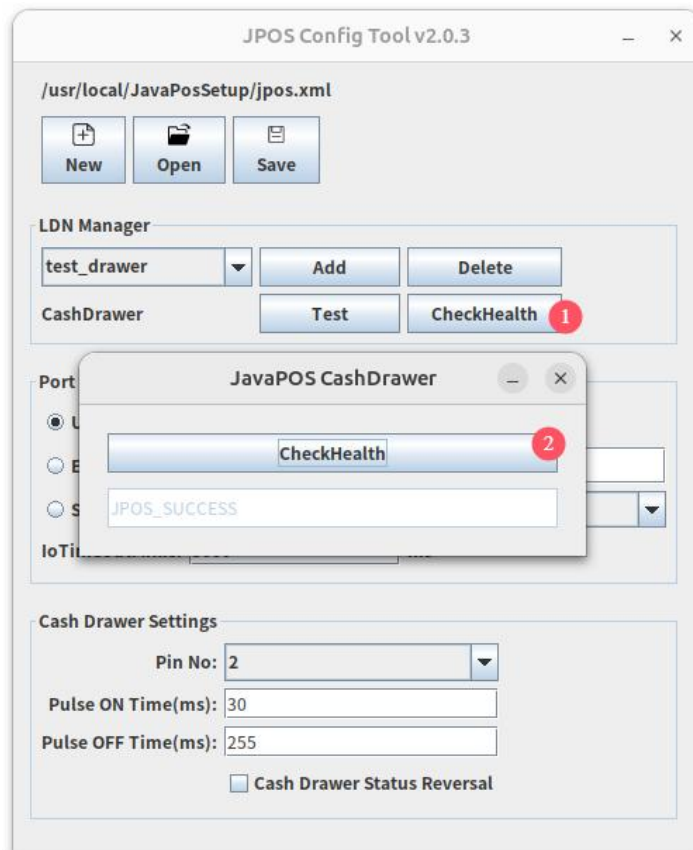 JPOS Config Tool v2.0.3
/usr/local/JavaPosSetup/jpos.xml
New Open Save
LDN Manager
test_drawer Add Delete
CashDrawer Test CheckHealth 1
JavaPOS CashDrawer
Port
CheckHealth 2
JPOS_SUCCESS
Cash Drawer Settings
Pin No: 2
Pulse ON Time(ms): 30
Pulse OFF Time(ms): 255
Cash Drawer Status Reversal